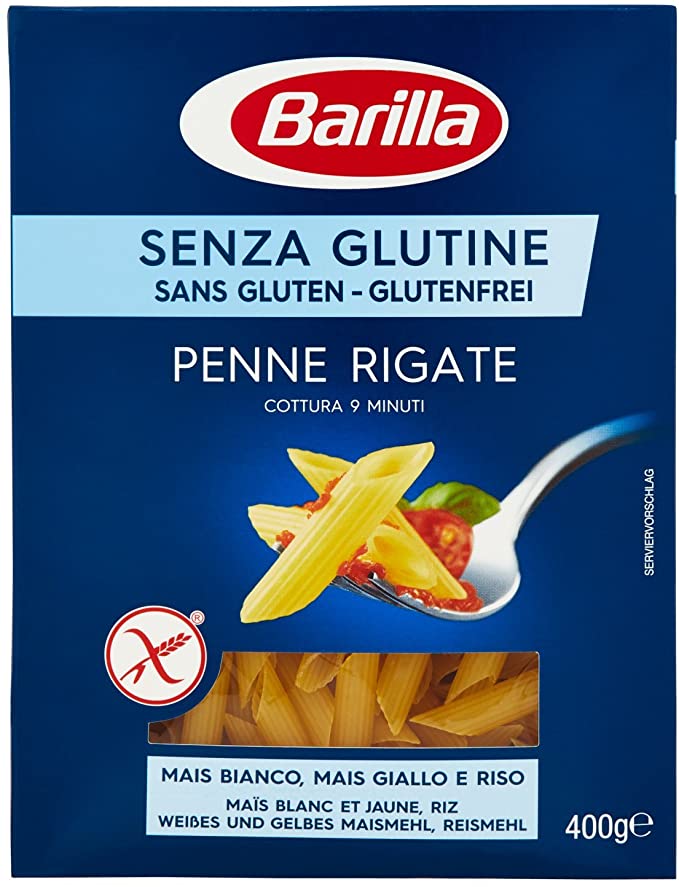 Barilla
SENZA GLUTINE
SANS GLUTEN - GLUTENFREI
PENNE RIGATE
COTTURA 9 MINUTI
SERVIERVORSCHLAG
®
MAIS BIANCO, MAIS GIALLO E RISO
MAÏS BLANC ET JAUNE, RIZ
WEIßES UND GELBES MAISMEHL, REISMEHL
400g℮